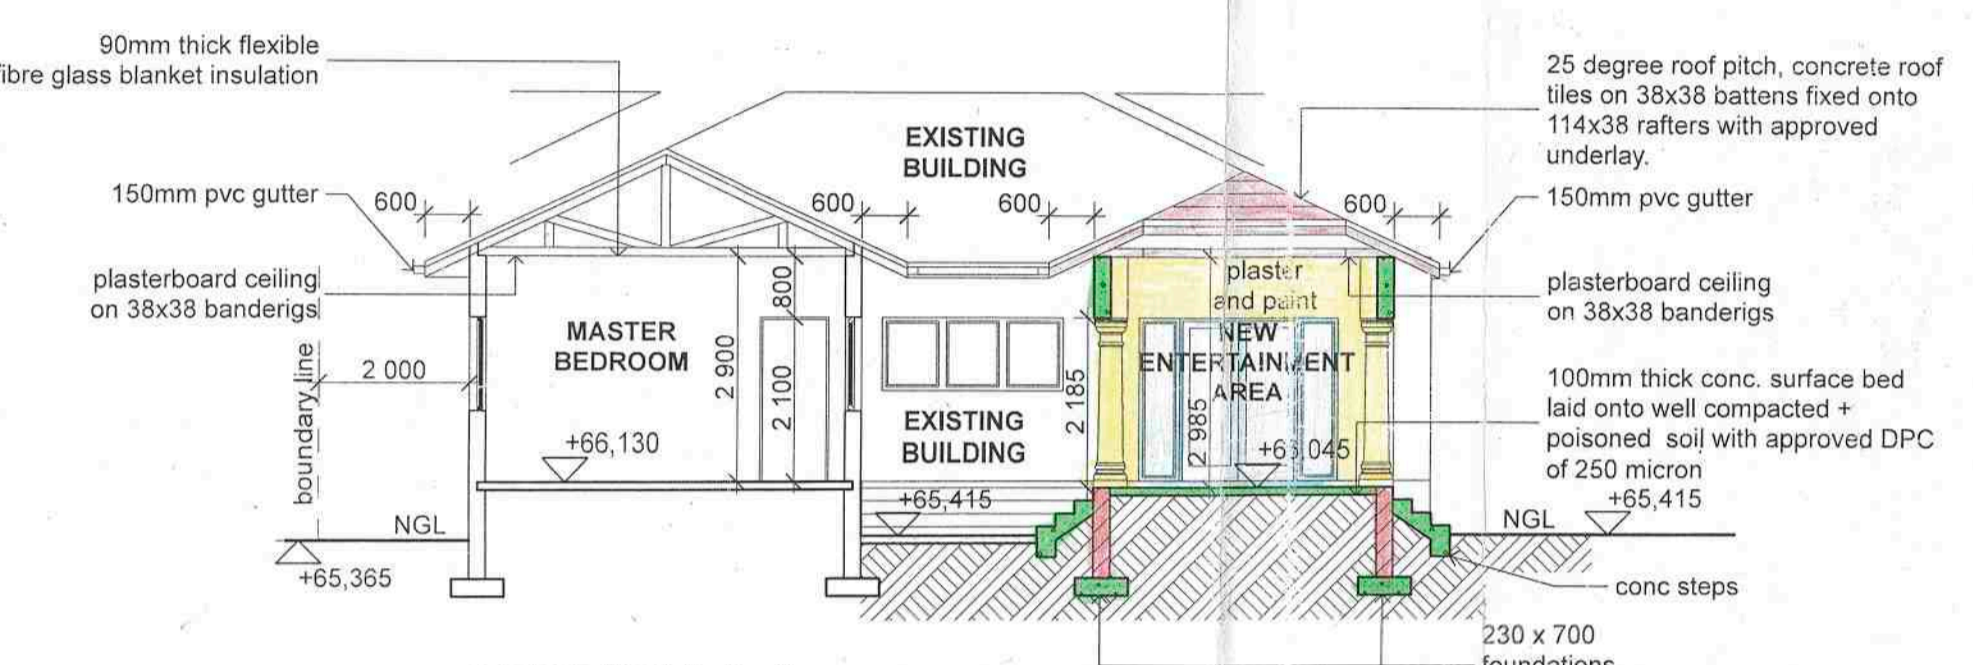 90mm thick flexible
fibre glass blanket insulation
25 degree roof pitch, concrete roof
tiles on 38x38 battens fixed onto
114x38 rafters with approved
underlay.
EXISTING
BUILDING
150mm pvc gutter
600
600
600
600
150mm pvc gutter
plasterboard ceiling
on 38x38 banderigs
plaster
and paint
plasterboard ceiling
on 38x38 banderigs
800
MASTER
BEDROOM
NEW
ENTERTAINMENT
AREA
boundary line
2 000
2 900
2 100
2 185
2 985
100mm thick conc. surface bed
laid onto well compacted +
poisoned soil with approved DPC
of 250 micron
EXISTING
BUILDING
+66,130
+65,415
+65,415
NGL
NGL
+65,365
conc steps
230 x 700
foundations